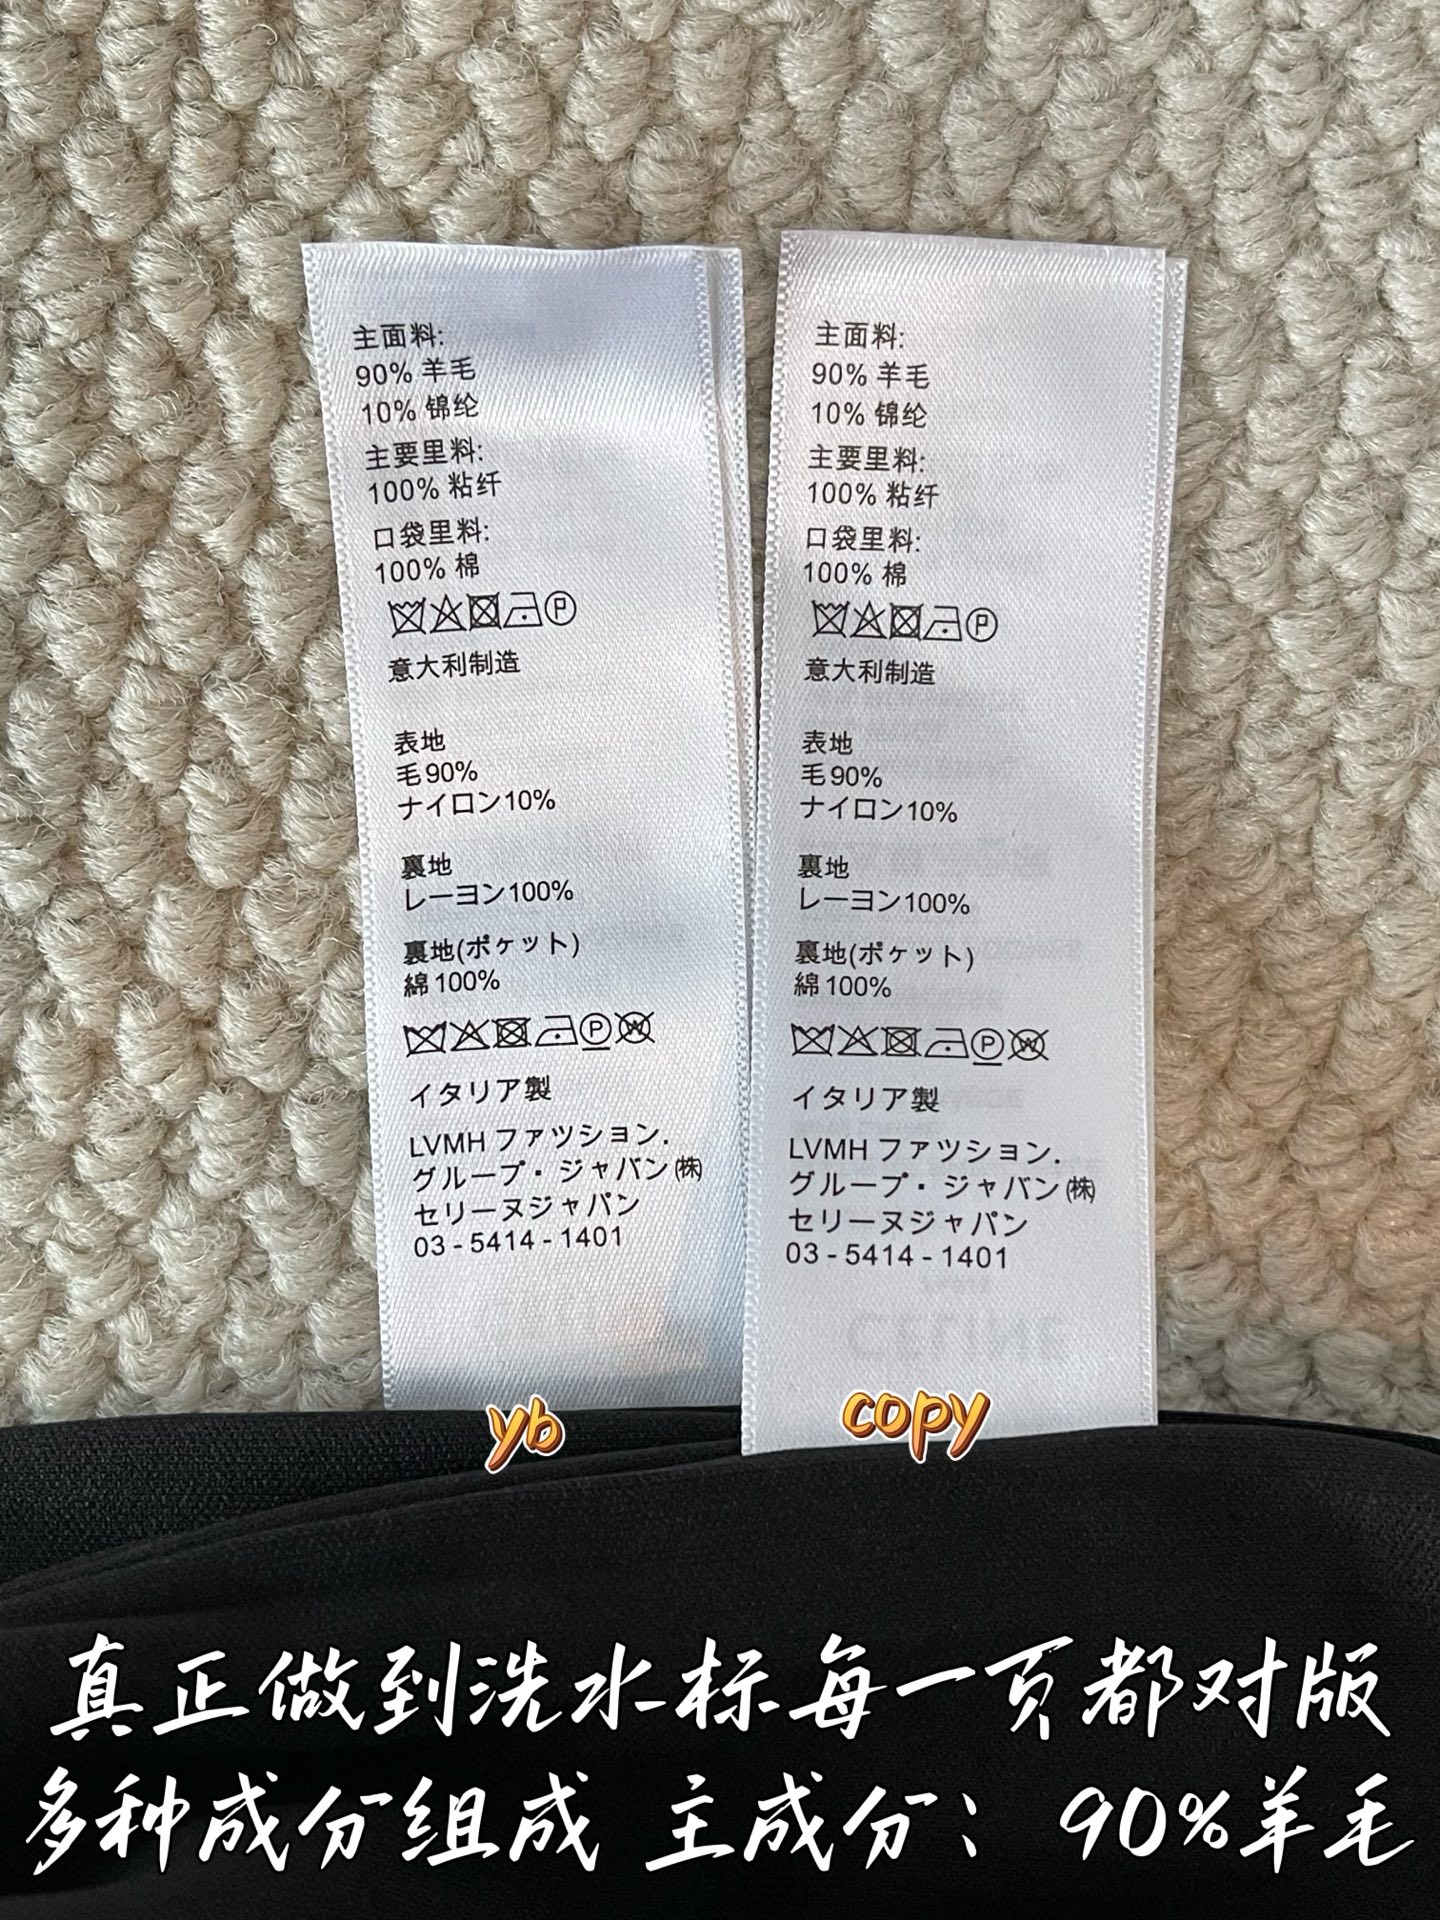 主面料:
90% 羊毛
10% 锦纶
主要里料:
100% 粘纤
口袋里料:
100% 棉
P
意大利制造
表地
毛90%
ナイロン10%
裏地
レーヨン100%
裏地(ポケット)
綿100%
P W
イタリア製
LVMH ファツション.
グループ・ジャバン㈱
セリーヌジャパン
03 - 5414 - 1401
yb
主面料:
90% 羊毛
10% 锦纶
主要里料:
100% 粘纤
口袋里料:
100% 棉
P
意大利制造
表地
毛90%
ナイロン10%
裏地
レーヨン100%
裏地(ポケット)
綿100%
P W
イタリア製
LVMH ファツション.
グループ・ジャバン㈱
セリーヌジャパン
03 - 5414 - 1401
CELINE
copy
真正做到洗水标每一页都对版
多种成分组成 主成分：90%羊毛